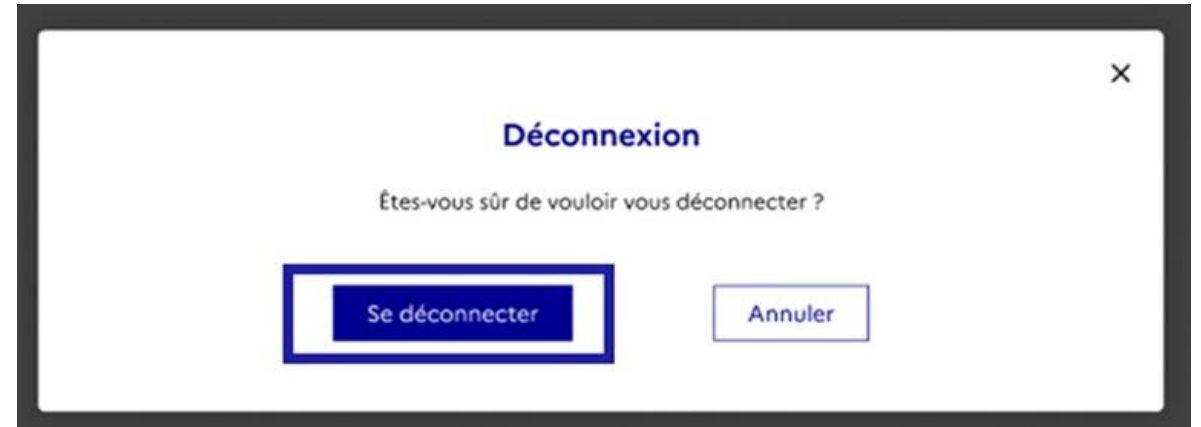 Déconnexion
Êtes-vous sûr de vouloir vous déconnecter ?
Se déconnecter
Annuler